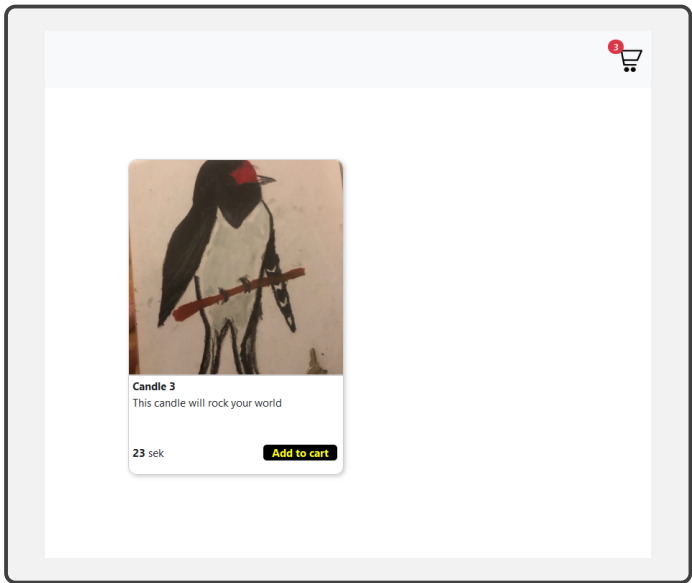 3
Candle 3
This candle will rock your world
23 sek
Add to cart